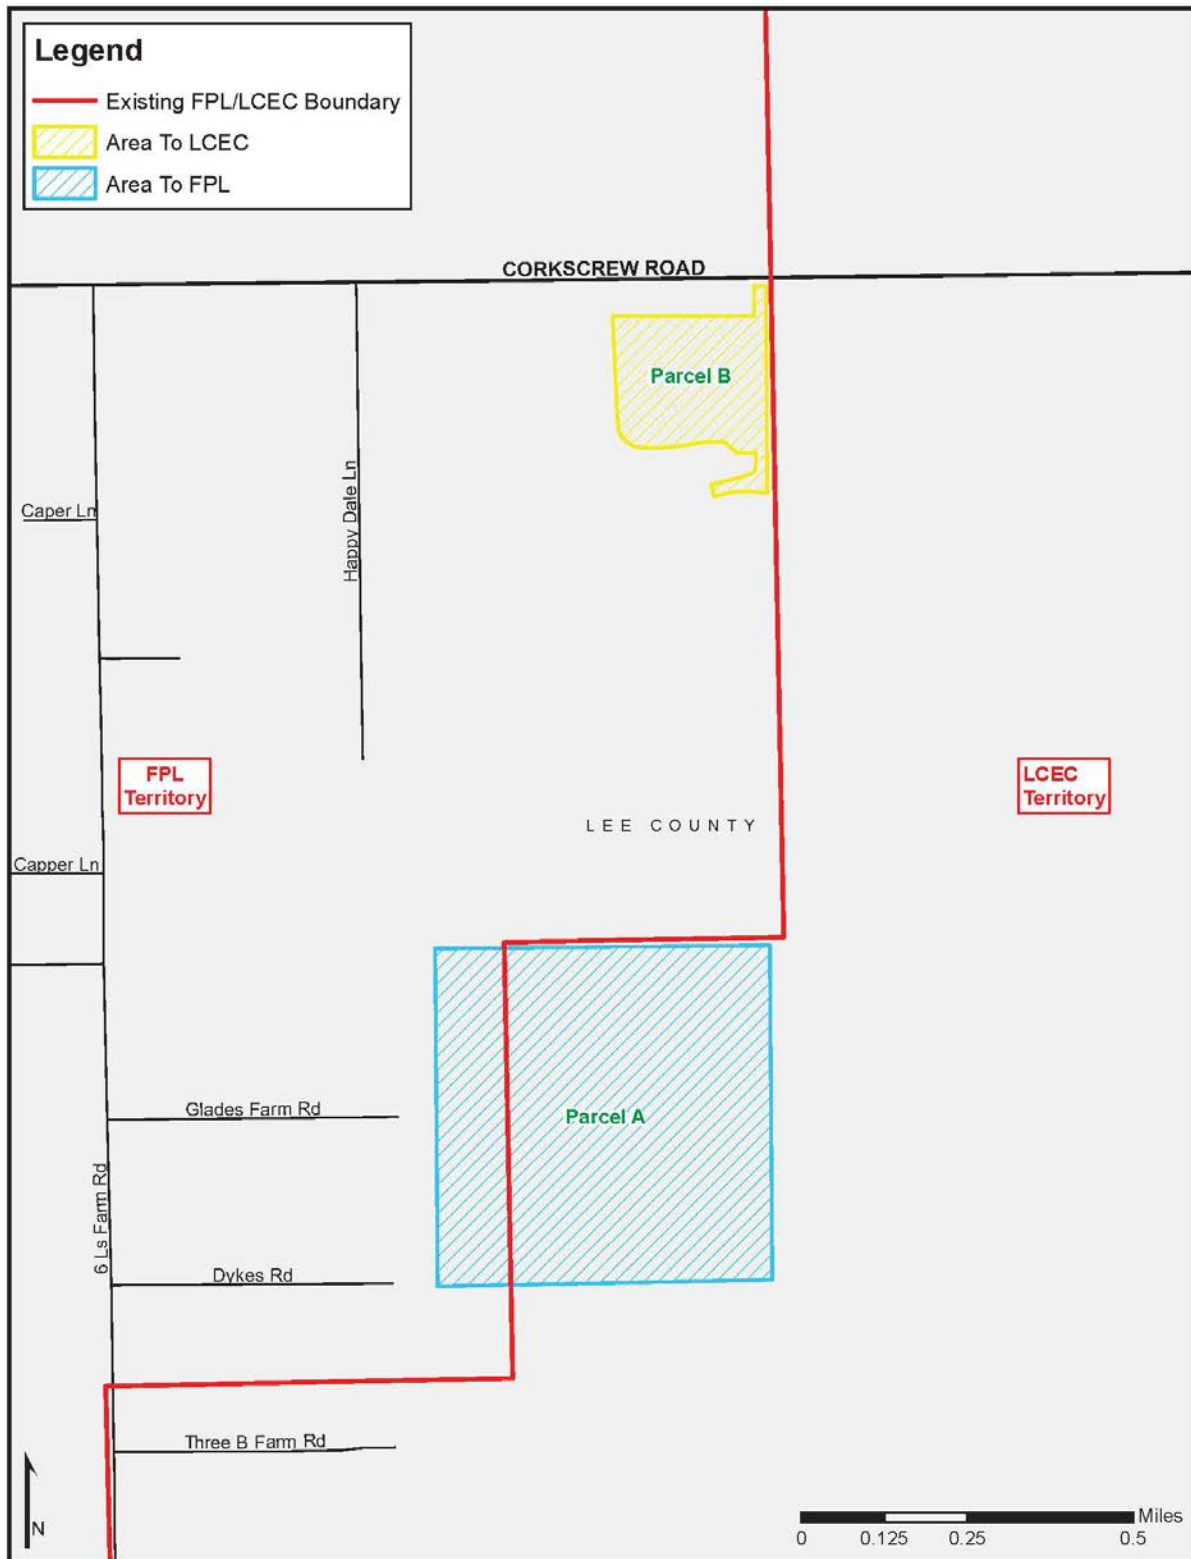 Legend
Existing FPL/LCEC Boundary
Area To LCEC
Area To FPL
CORKSCREW ROAD
Parcel B
Happy Dale Ln
Caper Ln
FPL
Territory
LCEC
Territory
LEE COUNTY
Capper Ln
Glades Farm Rd
Parcel A
6 Ls Farm Rd
Dykes Rd
Three B Farm Rd
N
Miles
0 0.125 0.25 0.5